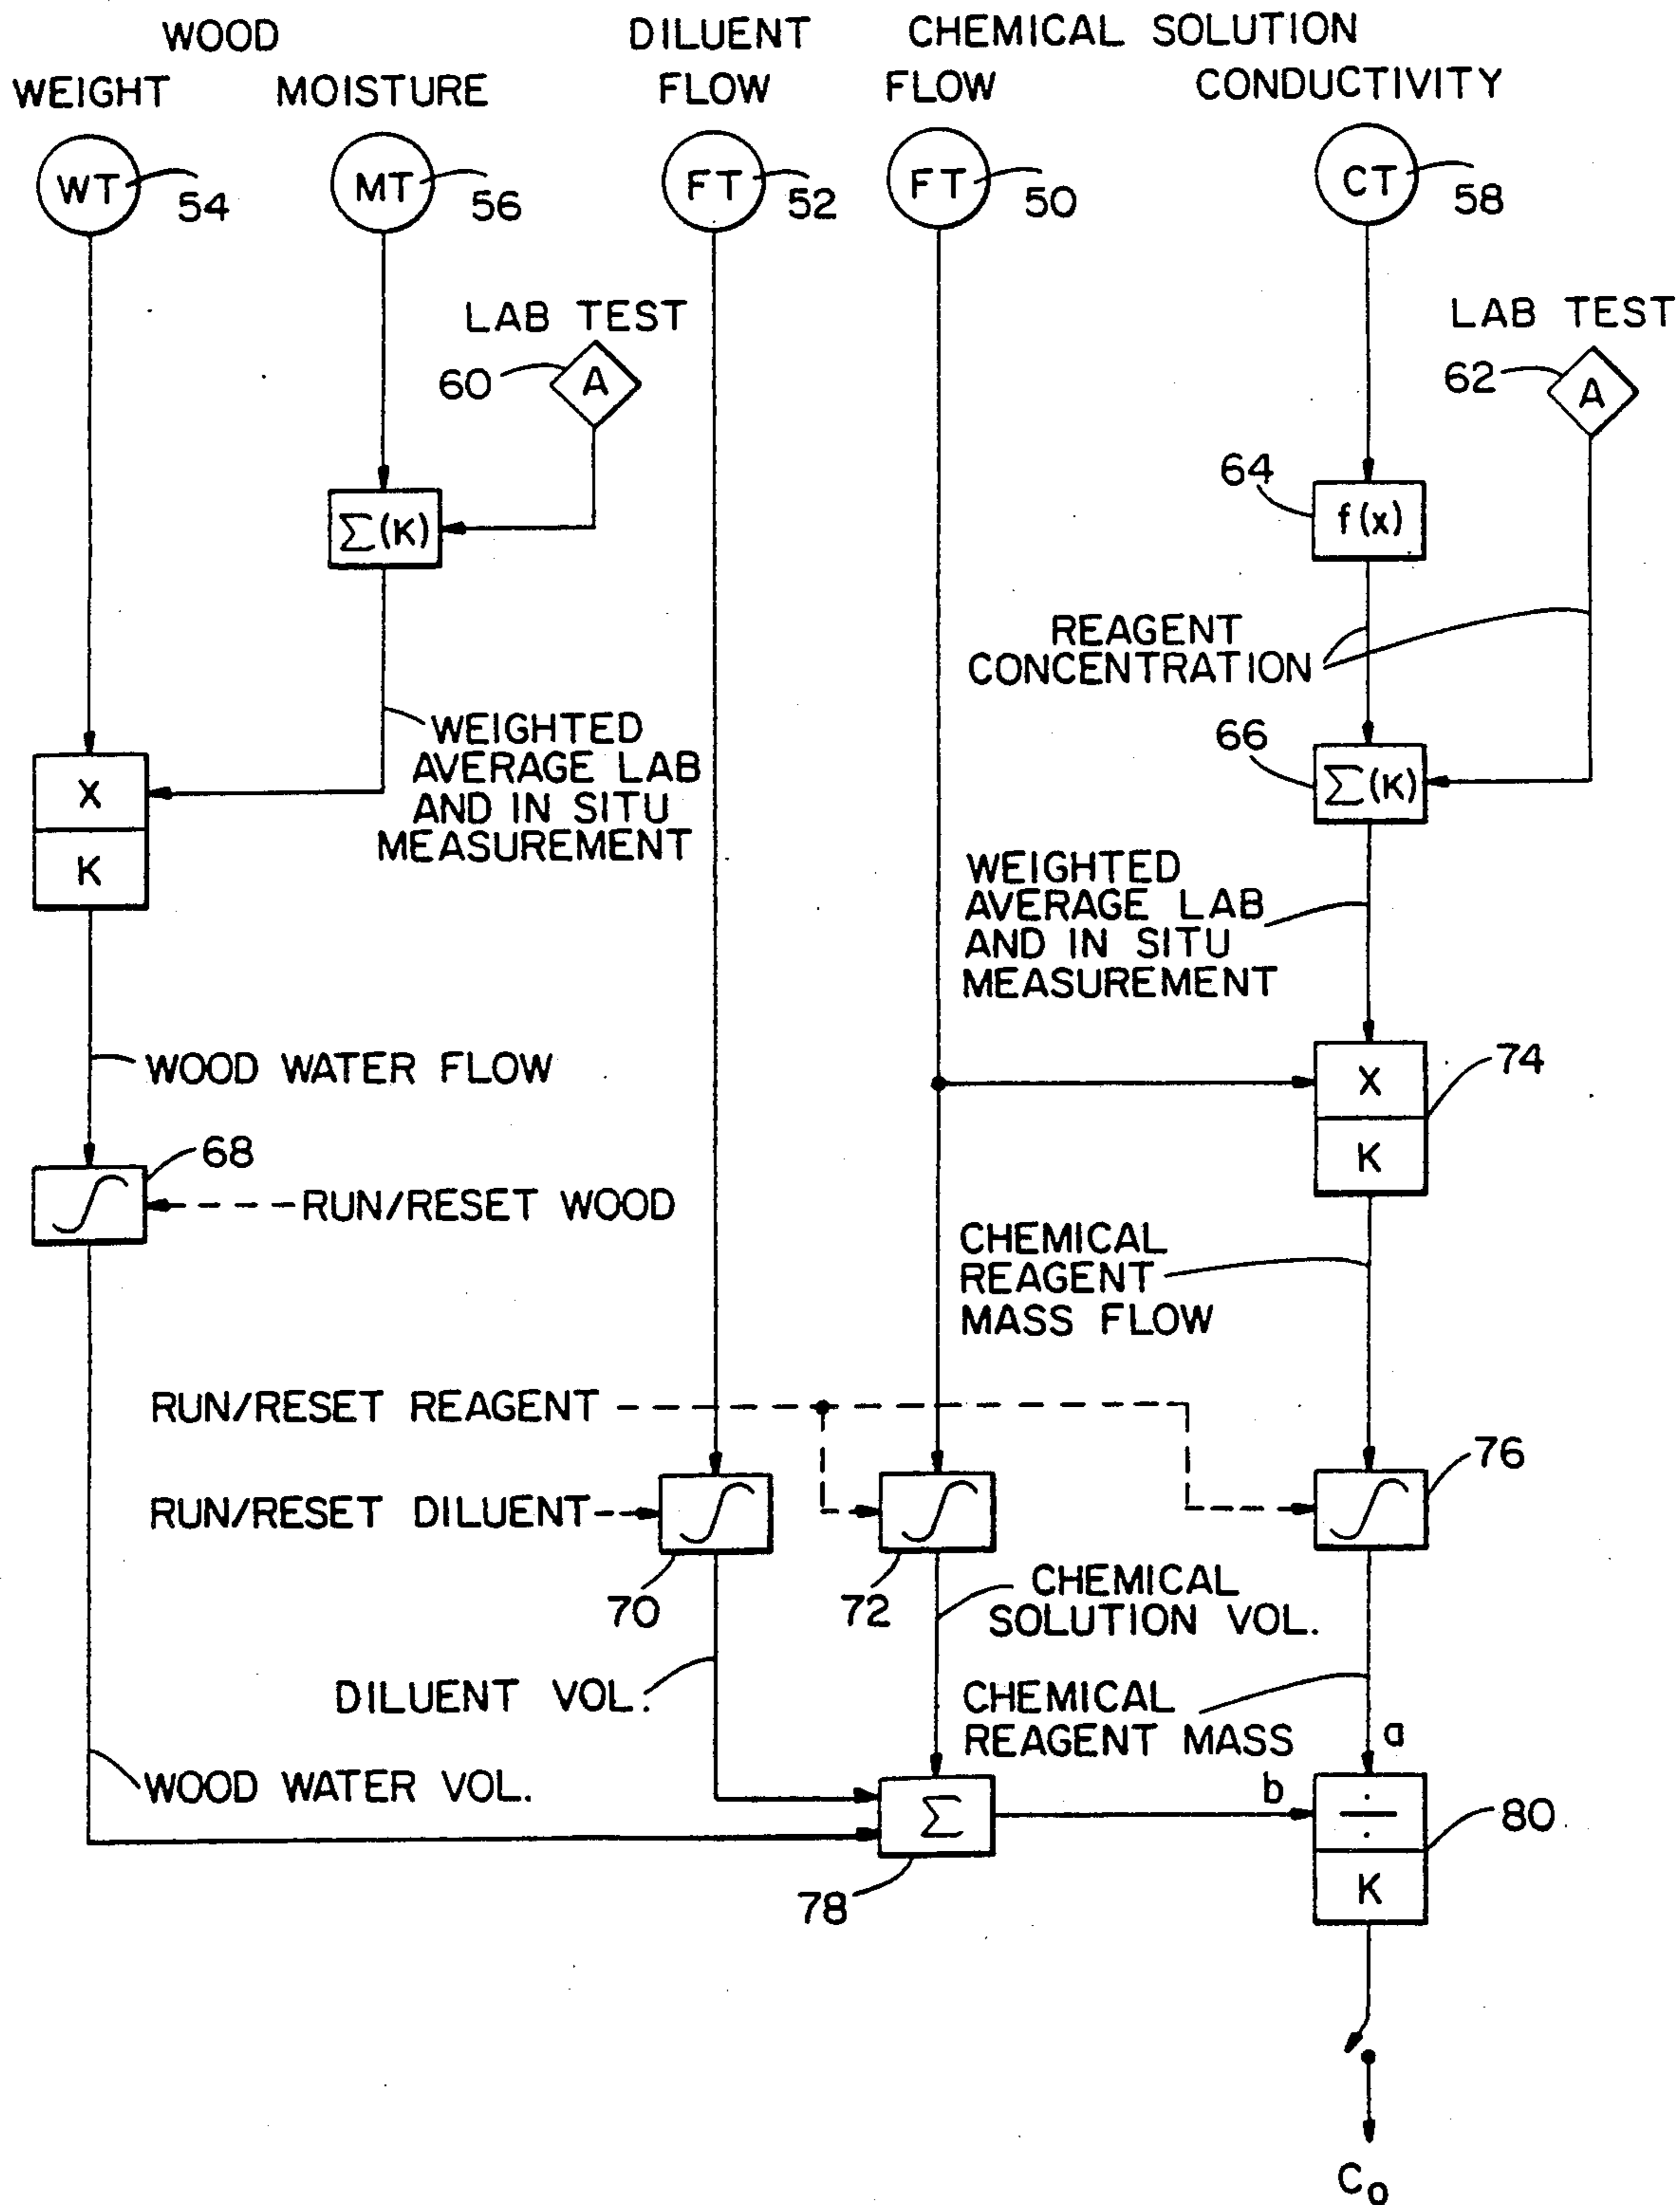 WOOD
DILUENT
CHEMICAL SOLUTION
WEIGHT
MOISTURE
FLOW
FLOW
CONDUCTIVITY
WT
54
MT
56
FT
52
FT
50
CT
58
LAB TEST
60
A
LAB TEST
62
A
Σ(K)
64
f(x)
REAGENT
CONCENTRATION
WEIGHTED
AVERAGE LAB
AND IN SITU
MEASUREMENT
66
Σ(K)
X
K
WEIGHTED
AVERAGE LAB
AND IN SITU
MEASUREMENT
WOOD WATER FLOW
X
K
74
68
∫
RUN/RESET WOOD
CHEMICAL
REAGENT
MASS FLOW
RUN/RESET REAGENT
RUN/RESET DILUENT
∫
70
∫
72
∫
76
CHEMICAL
SOLUTION VOL.
DILUENT VOL.
CHEMICAL
REAGENT MASS
a
WOOD WATER VOL.
Σ
78
b
÷
K
80
C₀